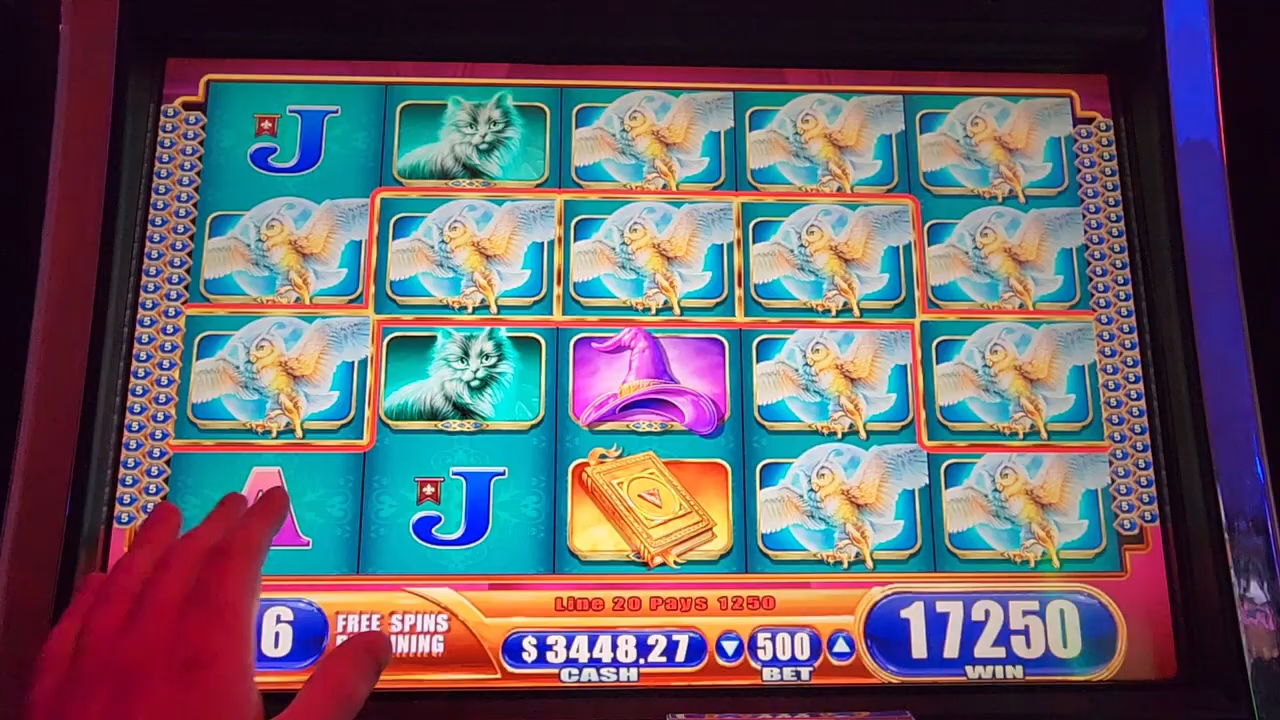 J
A
J
Line 20 Pays 1250
6
FREE SPINS
$3448.27
500
17250
CASH
BET
WIN